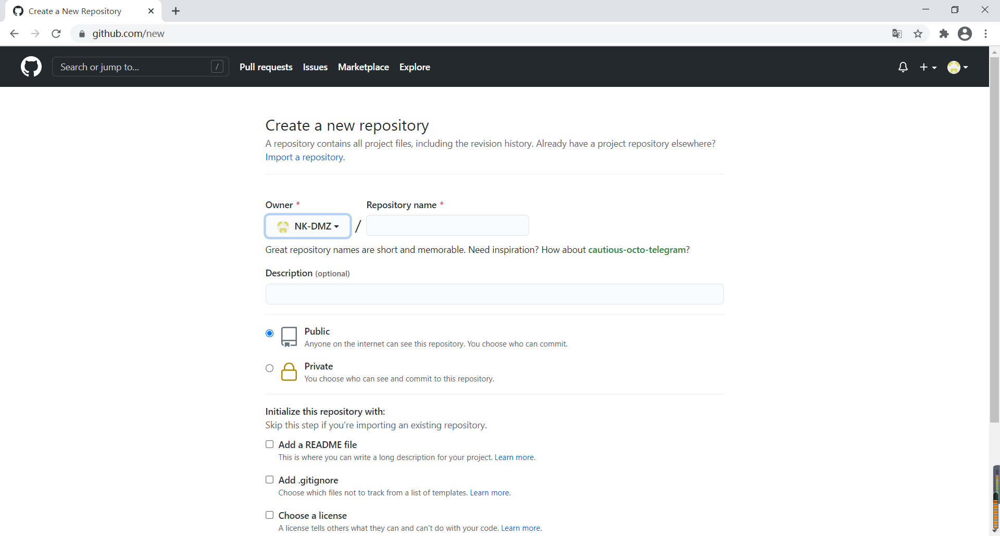 Create a New Repository
github.com/new
Search or jump to... /
Pull requests Issues Marketplace Explore
Create a new repository
A repository contains all project files, including the revision history. Already have a project repository elsewhere?
Import a repository.
Owner * Repository name *
NK-DMZ /
Great repository names are short and memorable. Need inspiration? How about cautious-octo-telegram?
Description (optional)
Public
Anyone on the internet can see this repository. You choose who can commit.
Private
You choose who can see and commit to this repository.
Initialize this repository with:
Skip this step if you’re importing an existing repository.
Add a README file
This is where you can write a long description for your project. Learn more.
Add .gitignore
Choose which files not to track from a list of templates. Learn more.
Choose a license
A license tells others what they can and can't do with your code. Learn more.